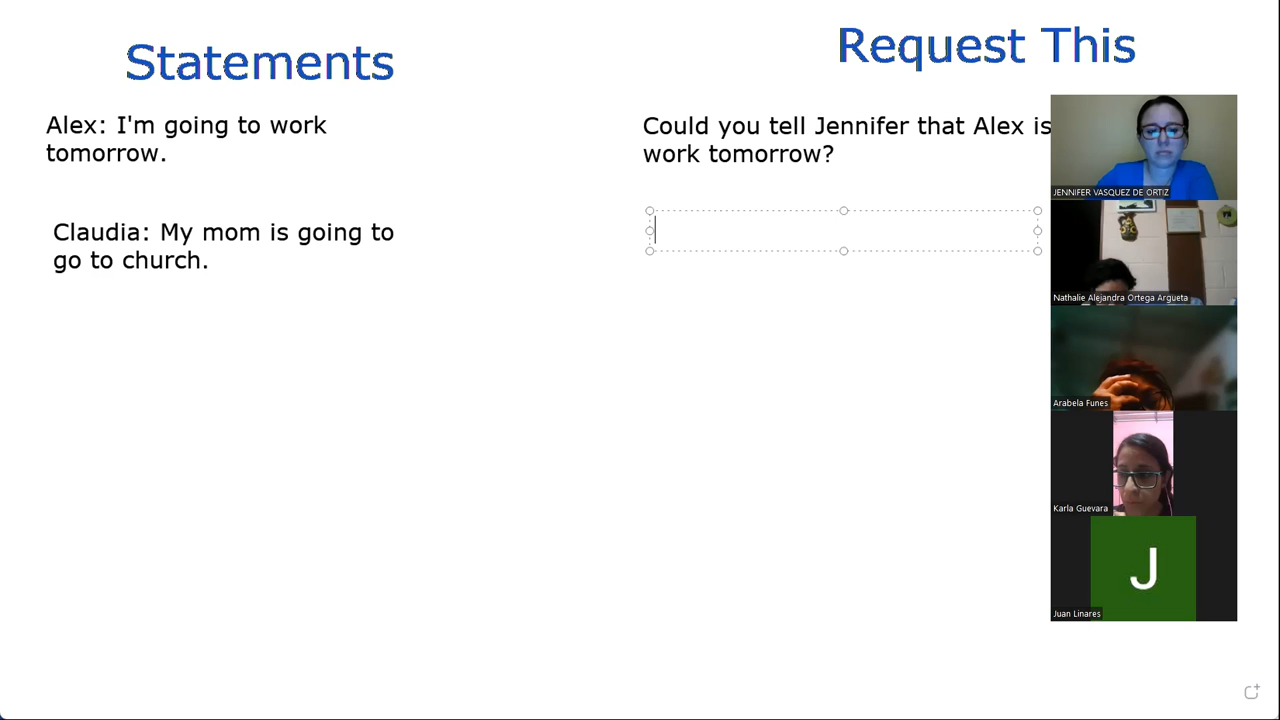 Statements
Request This
Alex: I'm going to work
tomorrow.
Could you tell Jennifer that Alex is
work tomorrow?
Claudia: My mom is going to
go to church.
JENNIFER VASQUEZ DE ORTIZ
Nathalie Alejandra Ortega Argueta
Arabela Funes
Karla Guevara
J
Juan Linares